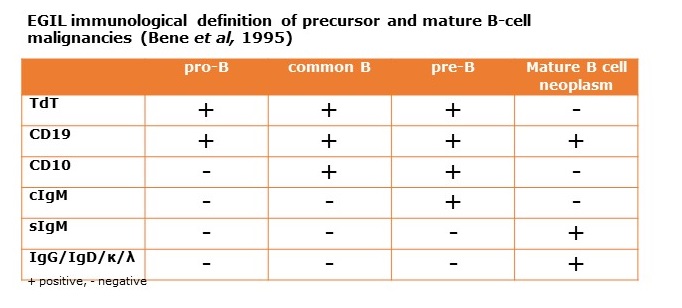 EGIL immunological definition of precursor and mature B-cell
malignancies (Bene et al, 1995)
pro-B common B pre-B Mature B cell
neoplasm
TdT + + + -
CD19 + + + +
CD10 - + + -
cIgM - - + -
sIgM - - - +
IgG/IgD/κ/λ - - - +
+ positive, - negative